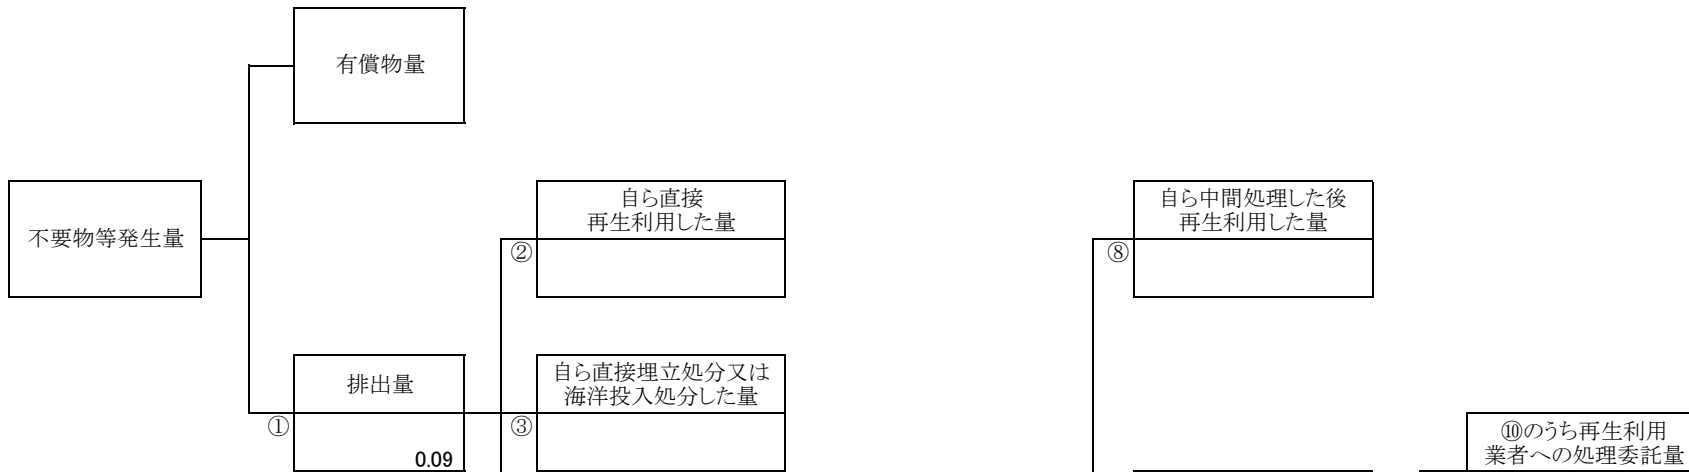 有償物量
不要物等発生量
自ら直接
再生利用した量
②
自ら中間処理した後
再生利用した量
⑧
排出量
①
0.09
自ら直接埋立処分又は
海洋投入処分した量
③
⑩のうち再生利用
業者への処理委託量